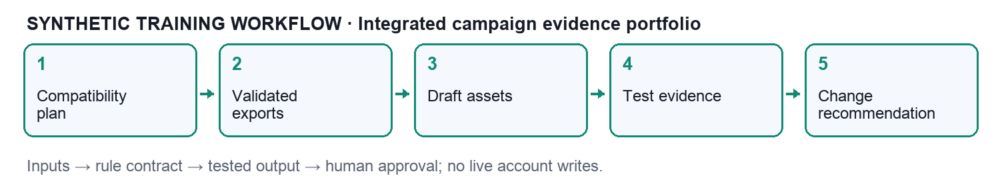 SYNTHETIC TRAINING WORKFLOW · Integrated campaign evidence portfolio
1
Compatibility
plan
2
Validated
exports
3
Draft assets
4
Test evidence
5
Change
recommendation
Inputs → rule contract → tested output → human approval; no live account writes.